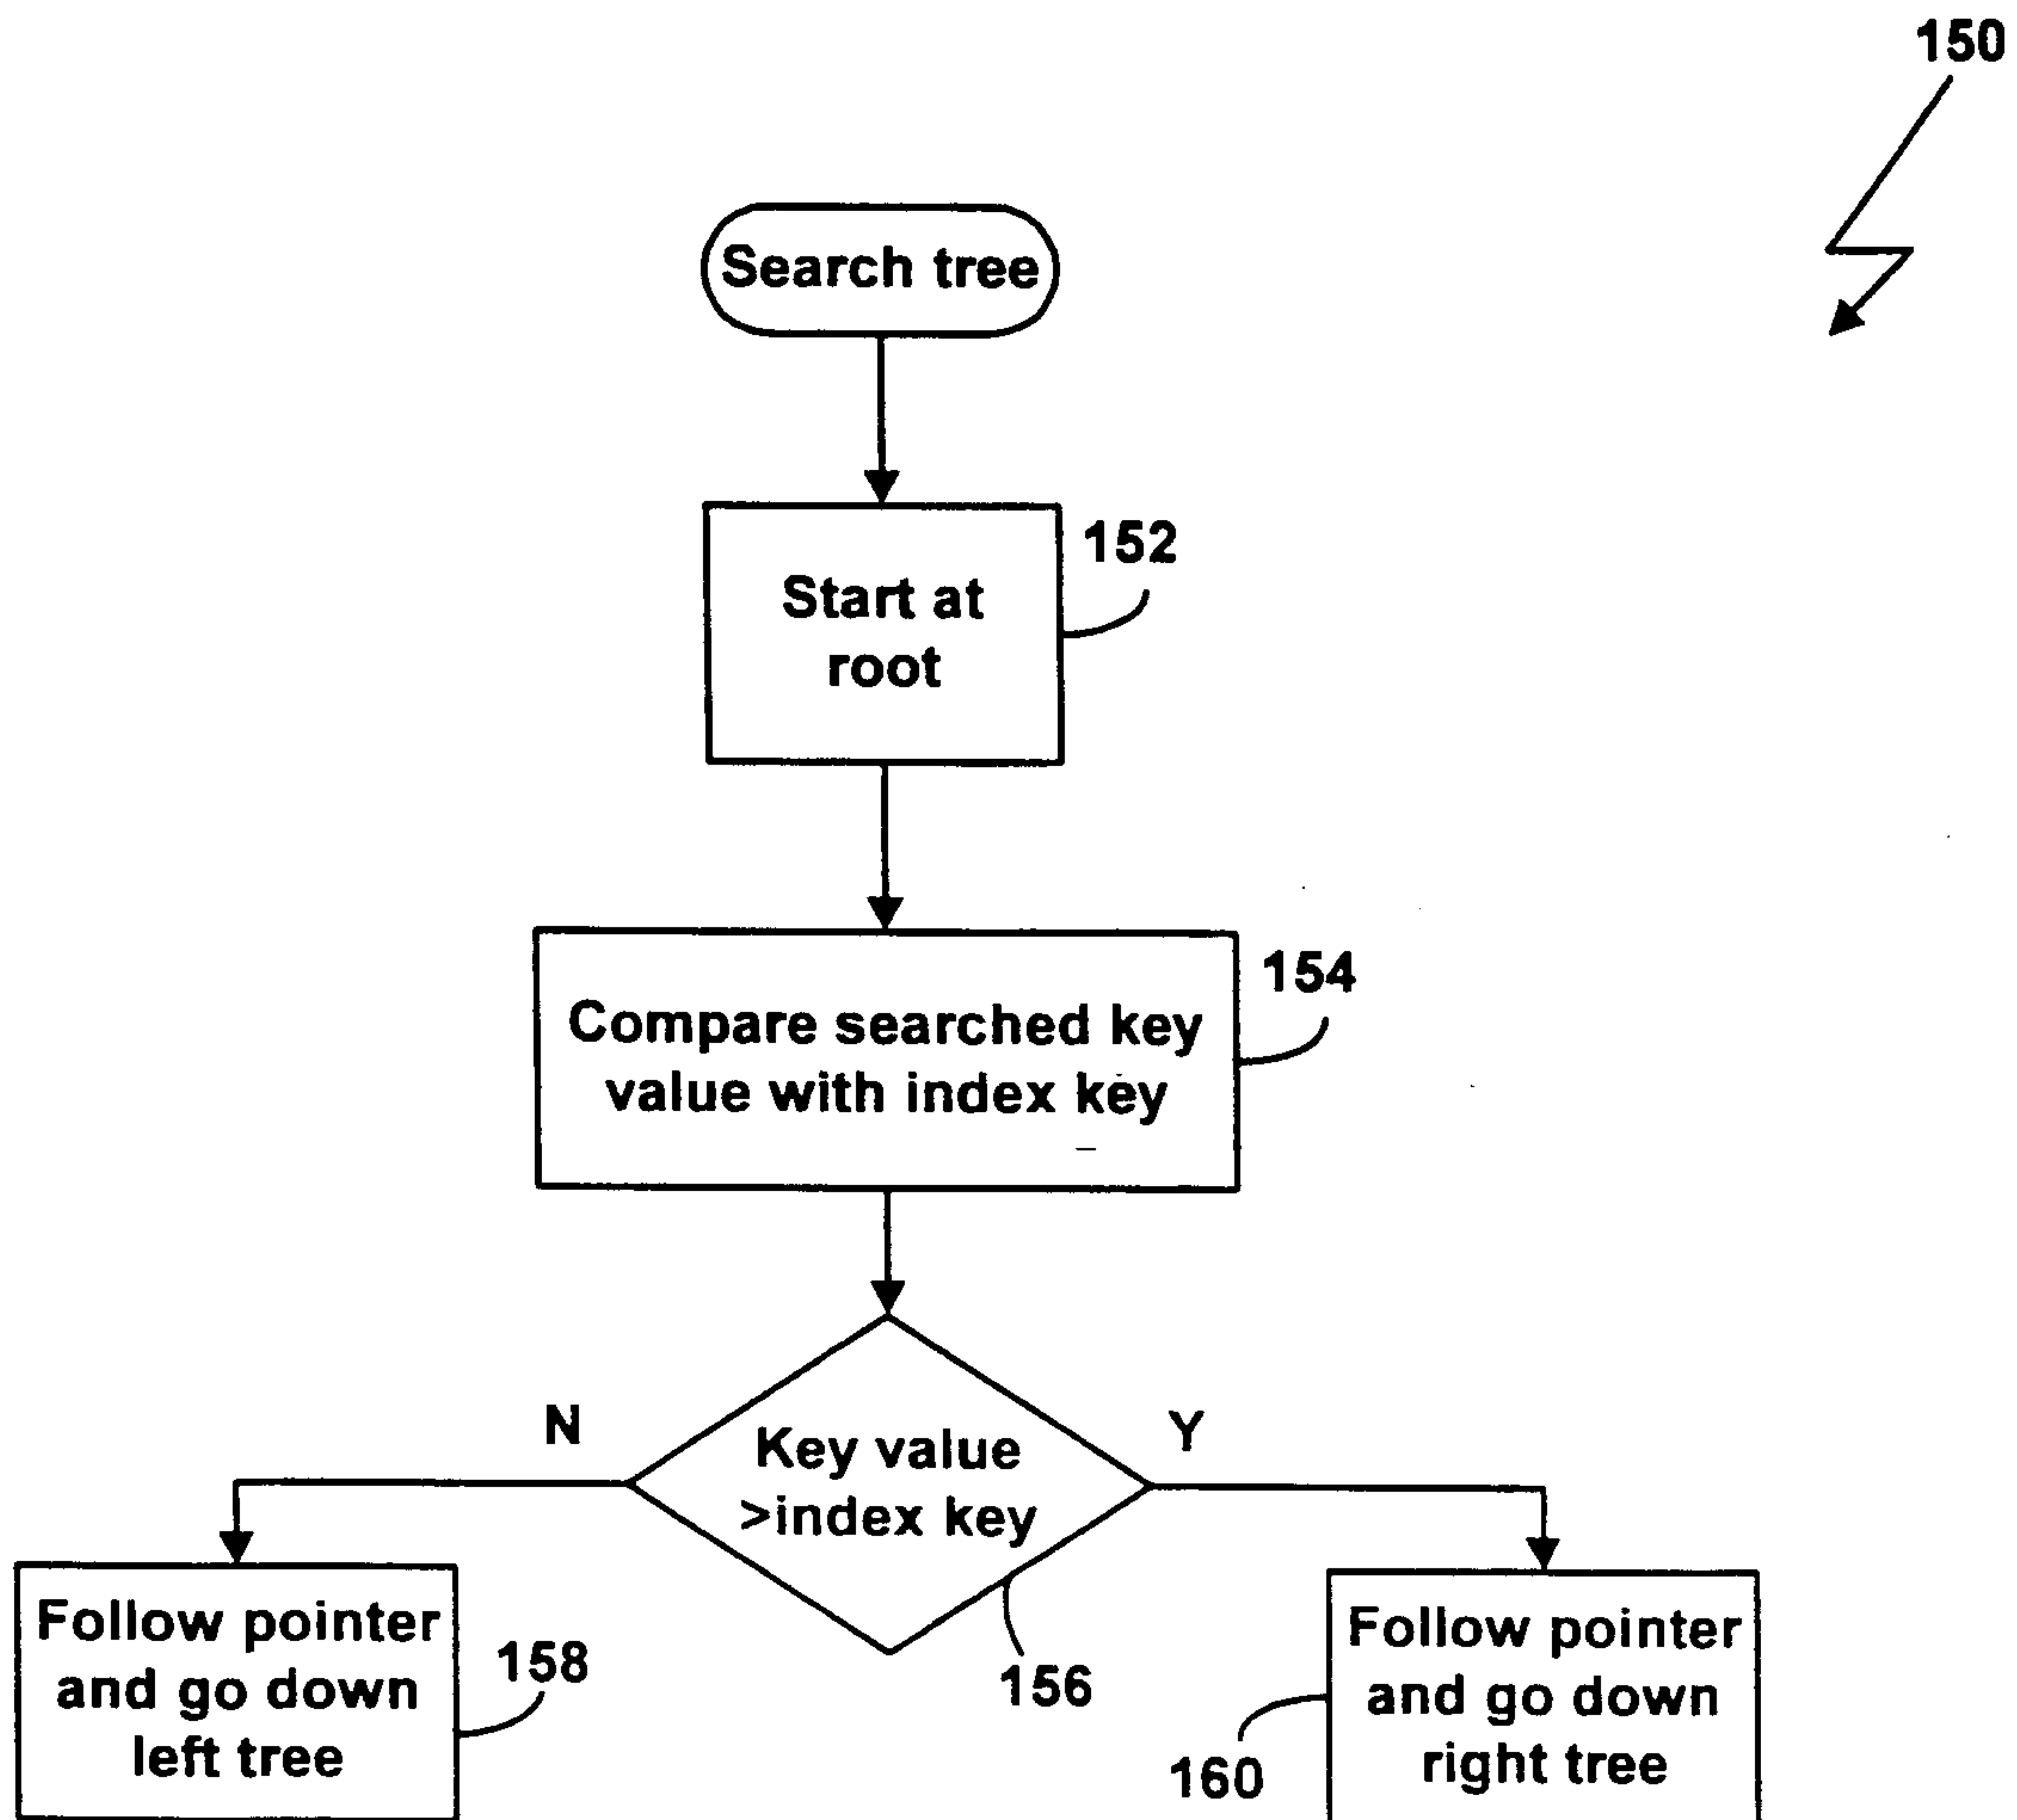 150
Search tree
152
Start at
root
154
Compare searched key
value with index key
N
Y
Key value
>index key
156
Follow pointer
and go down
left tree
158
Follow pointer
and go down
right tree
160